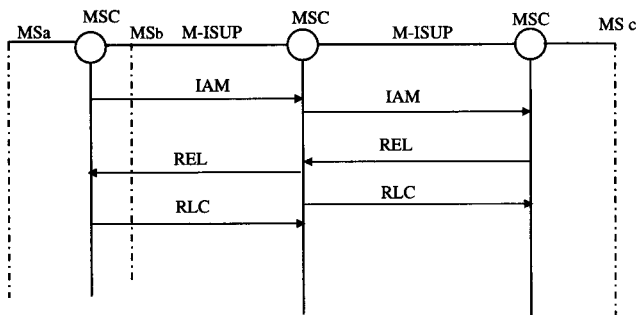 MSC MSC MSC
MSa MSb M-ISUP M-ISUP MS c
IAM IAM
REL REL
RLC RLC